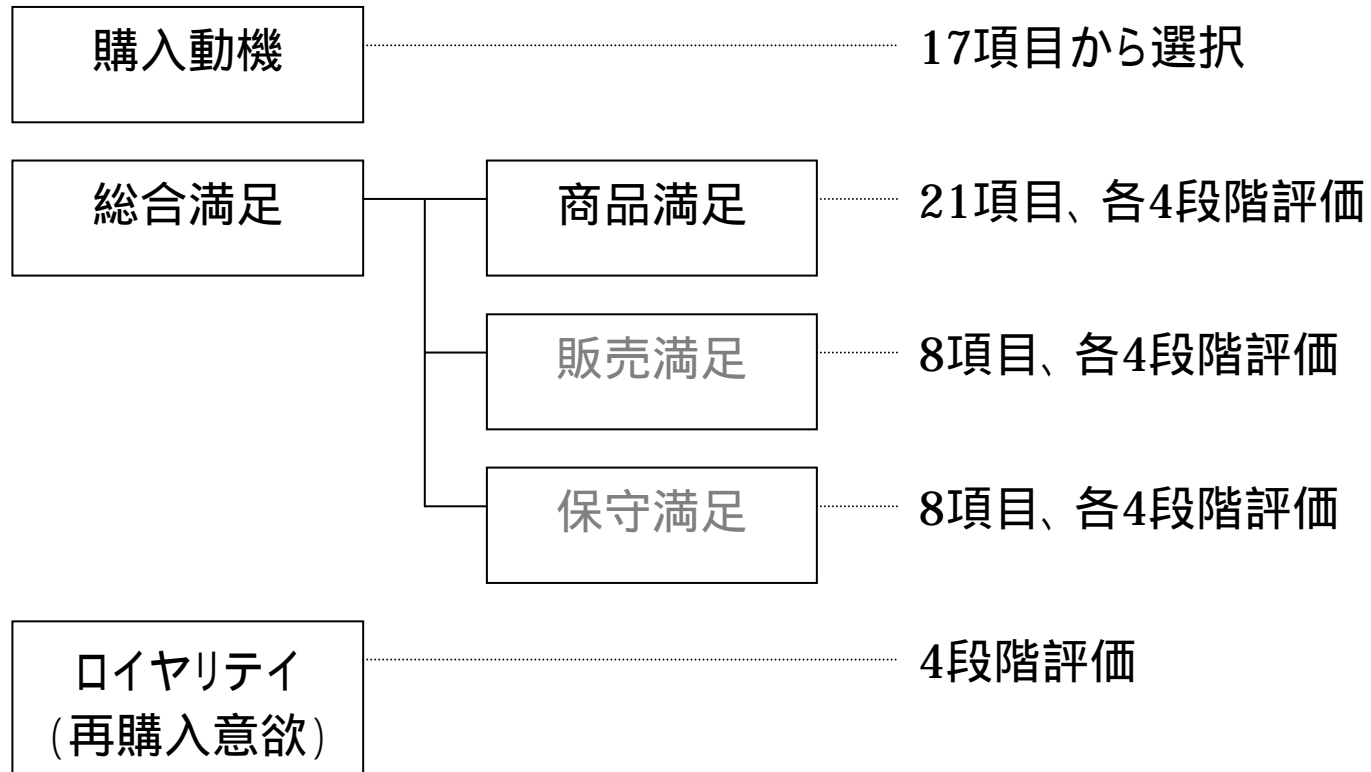 購入動機
17項目から選択
総合満足
商品満足
21項目、各4段階評価
販売満足
8項目、各4段階評価
保守満足
8項目、各4段階評価
ロイヤリテイ
(再購入意欲)
4段階評価